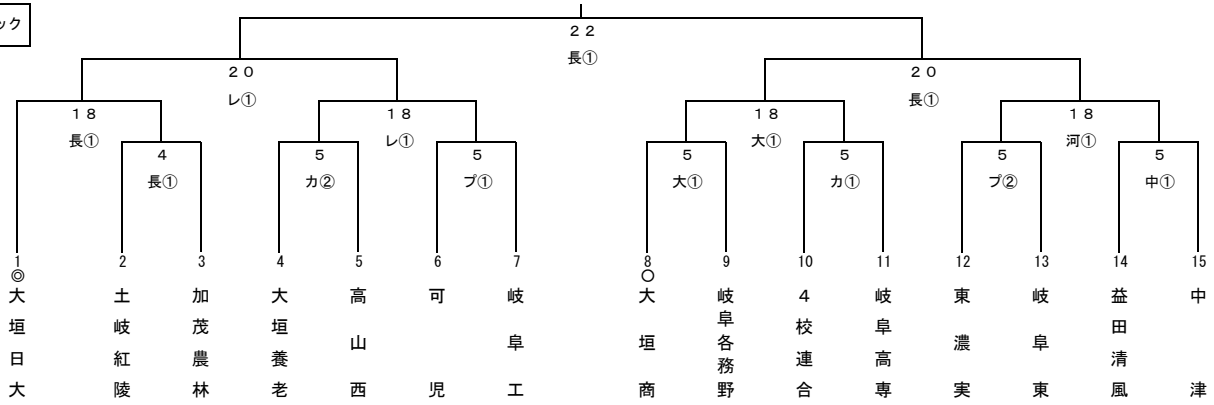 ック
２２
長①
２０
レ①
２０
長①
１８
長①
１８
レ①
１８
大①
１８
河①
４
長①
５
カ②
５
プ①
５
大①
５
カ①
５
プ②
５
中①
1 2 3 4 5 6 7 8 9 10 11 12 13 14 15
◎ ○
大垣日大
土岐紅陵
加茂農林
大垣養老
高山西
可児
岐阜工
大垣商
岐阜各務野
４校連合
岐阜高専
東濃実
岐阜東
益田清風
中津